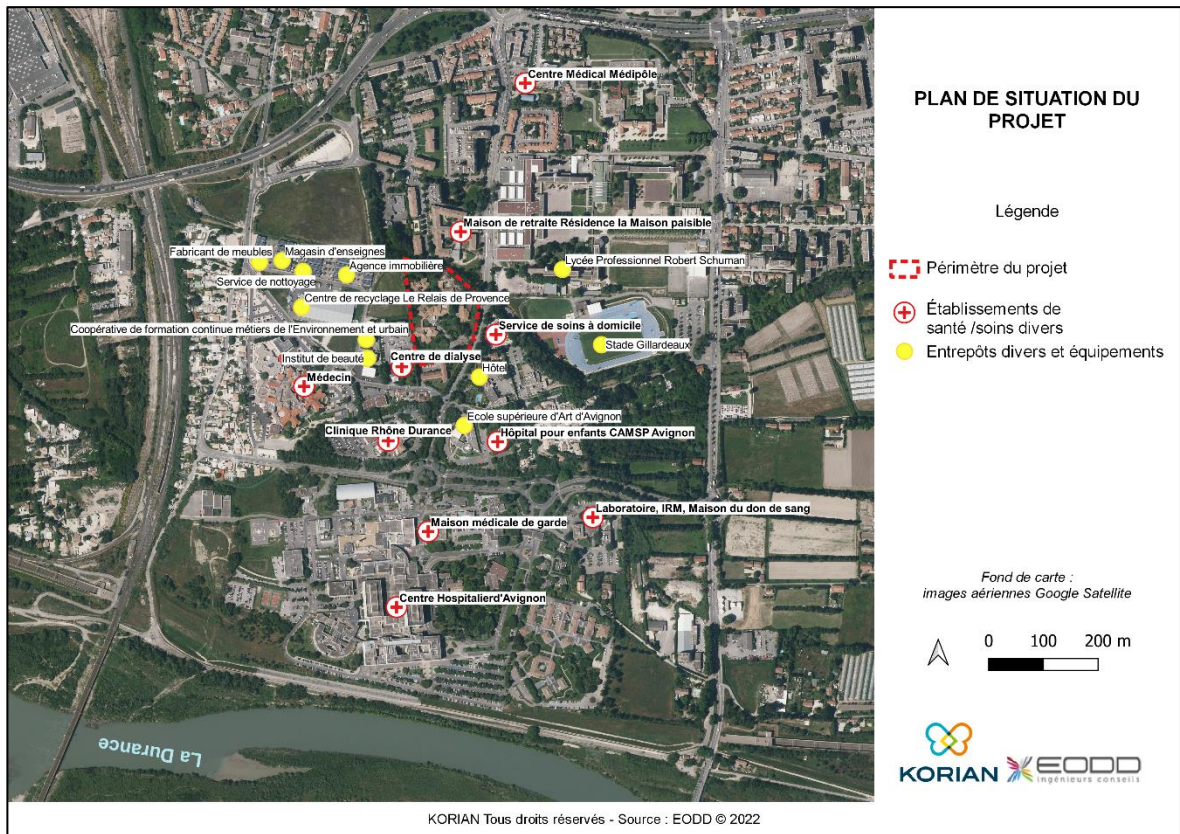 PLAN DE SITUATION DU
PROJET
Légende
Périmètre du projet
Établissements de
santé /soins divers
Entrepôts divers et équipements
Fond de carte :
images aériennes Google Satellite
0 100 200 m
KORIAN
EODD
ingénieurs conseils
Centre Médical Médipôle
Maison de retraite Résidence la Maison paisible
Fabricant de meubles
Magasin d'enseignes
Service de nottoyage
Agence immobilière
Lycée Professionnel Robert Schuman
Centre de recyclage Le Relais de Provence
Coopérative de formation continue métiers de l'Environnement et urbain
Service de soins à domicile
Stade Gillardeaux
Institut de beauté
Centre de dialyse
Hôtel
Médecin
Ecole supérieure d'Art d'Avignon
Clinique Rhône Durance
Hôpital pour enfants CAMSP Avignon
Laboratoire, IRM, Maison du don de sang
Maison médicale de garde
Centre Hospitalierd'Avignon
La Durance
KORIAN Tous droits réservés - Source : EODD © 2022